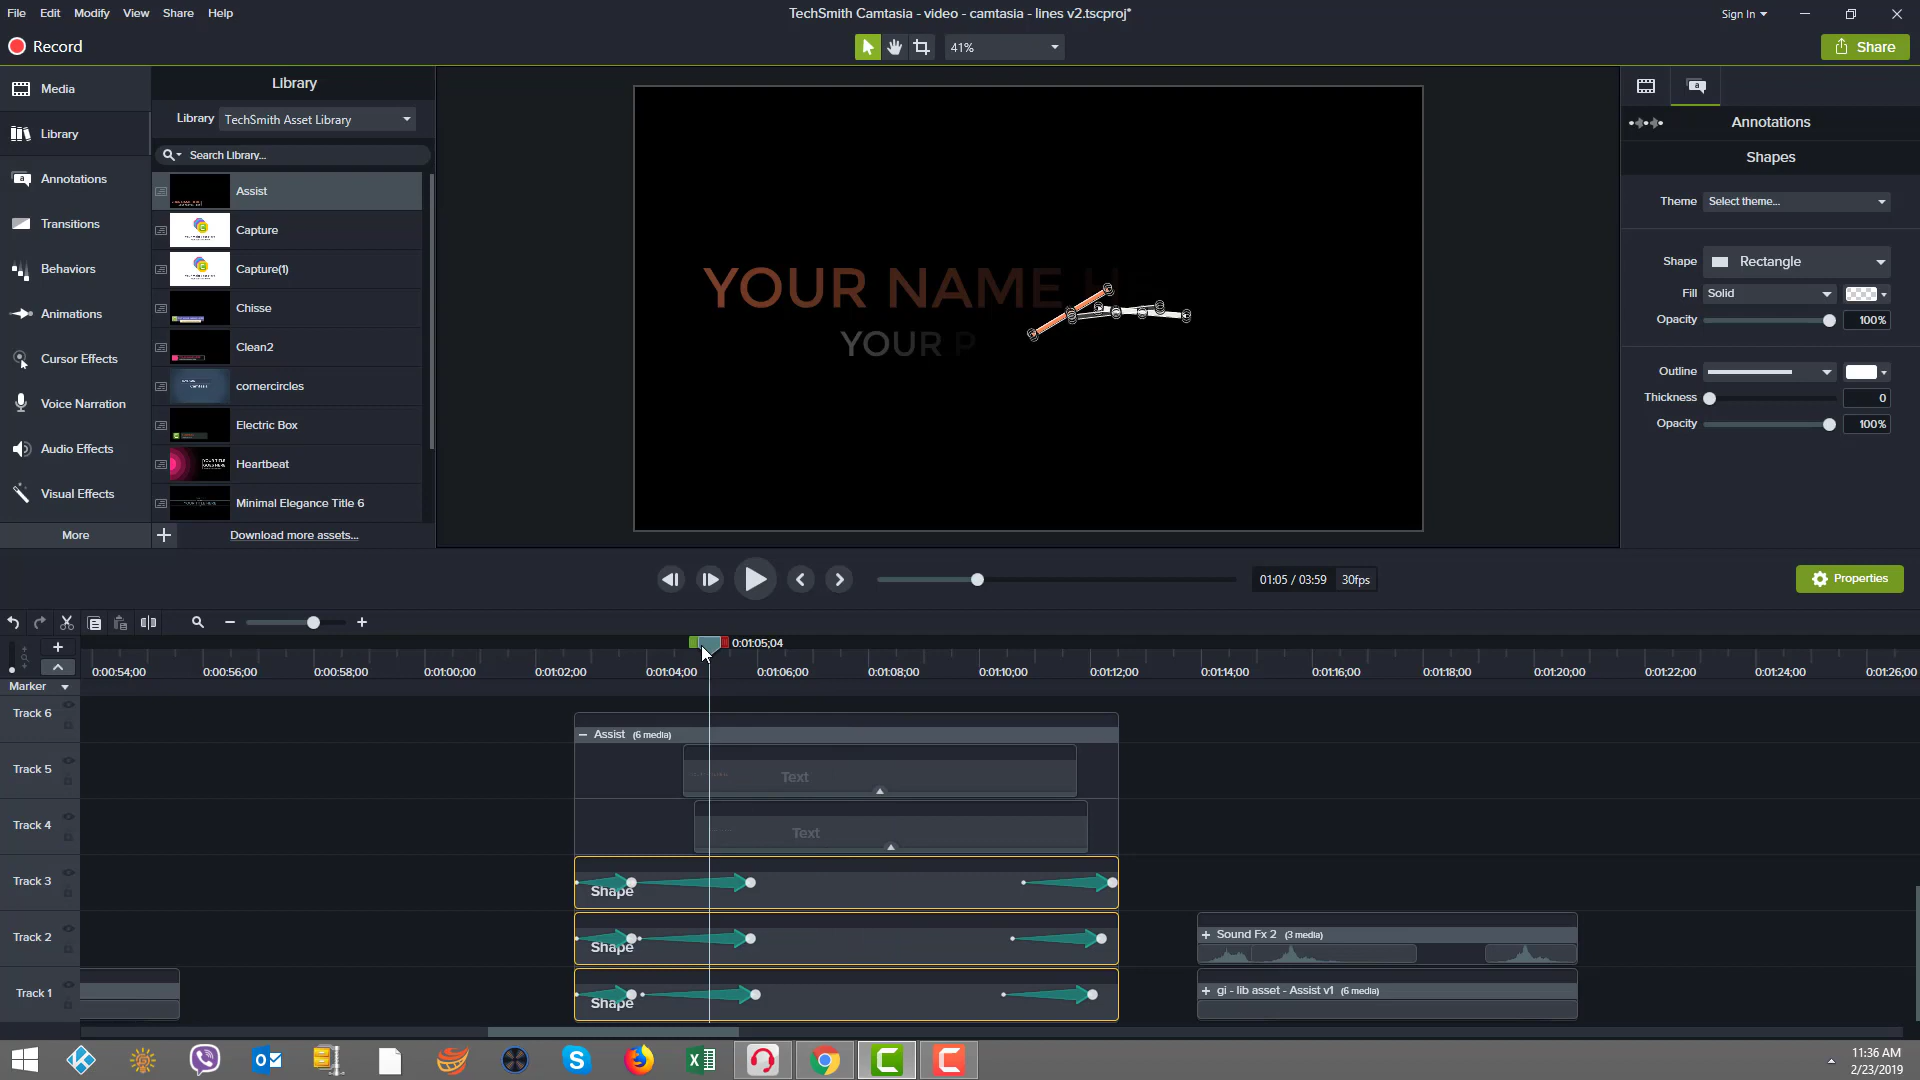 File Edit Modify View Share Help
TechSmith Camtasia - video - camtasia - lines v2.tscproj*
Sign In
Record
41%
Share
Media
Library
Annotations
Transitions
Behaviors
Animations
Cursor Effects
Voice Narration
Audio Effects
Visual Effects
More
Library
Library TechSmith Asset Library
Search Library...
Assist
Capture
Capture(1)
Chisse
Clean2
cornercircles
Electric Box
Heartbeat
Minimal Elegance Title 6
Download more assets...
YOUR NAME HE
YOUR P
Annotations
Shapes
Theme Select theme...
Shape Rectangle
Fill Solid
Opacity 100%
Outline
Thickness 0
Opacity 100%
01:05 / 03:59 30fps
Properties
0:01:05;04
0:00:54;00 0:00:56;00 0:00:58;00 0:01:00;00 0:01:02;00 0:01:04;00 0:01:06;00 0:01:08;00 0:01:10;00 0:01:12;00 0:01:14;00 0:01:16;00 0:01:18;00 0:01:20;00 0:01:22;00 0:01:24;00 0:01:26;00
Marker
Track 6
Assist (6 media)
Track 5
Text
Track 4
Text
Track 3
Shape
Track 2
Shape
Sound Fx 2 (3 media)
Track 1
Shape
gi - lib asset - Assist v1 (6 media)
11:36 AM
2/23/2019